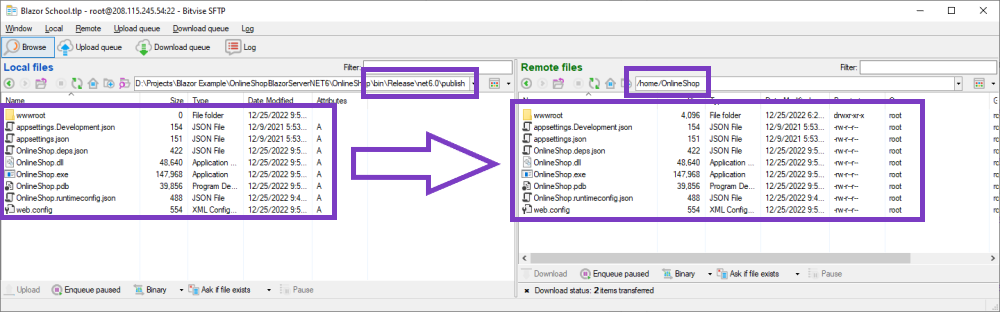 Blazor School.tlp - root@208.115.245.54:22 - Bitvise SFTP
Window Local Remote Upload queue Download queue Log
Browse Upload queue Download queue Log
Local files Filter:
D:\Projects\Blazor Example\OnlineShopBlazorServerNET6\OnlineShop\bin\Release\net6.0\publish
Name Size Type Date Modified Attributes
wwwroot 0 File folder 12/25/2022 9:5...
appsettings.Development.json 154 JSON File 12/9/2021 5:53... A
appsettings.json 151 JSON File 12/9/2021 5:53... A
OnlineShop.deps.json 422 JSON File 12/25/2022 9:5... A
OnlineShop.dll 48,640 Application ... 12/25/2022 9:5... A
OnlineShop.exe 147,968 Application 12/25/2022 9:5... A
OnlineShop.pdb 39,856 Program De... 12/25/2022 9:5... A
OnlineShop.runtimeconfig.json 488 JSON File 12/25/2022 9:4... A
web.config 554 XML Config... 12/25/2022 9:5... A
Upload Enqueue paused Binary Ask if file exists Pause
Remote files Filter:
/home/OnlineShop
wwwroot 4,096 File folder 12/25/2022 6:2... drwxr-xr-x root
appsettings.Development.json 154 JSON File 12/9/2021 5:53... -rw-r--r-- root
appsettings.json 151 JSON File 12/9/2021 5:53... -rw-r--r-- root
OnlineShop.deps.json 422 JSON File 12/25/2022 9:5... -rw-r--r-- root
OnlineShop.dll 48,640 Application ... 12/25/2022 9:5... -rw-r--r-- root
OnlineShop.exe 147,968 Application 12/25/2022 9:5... -rw-r--r-- root
OnlineShop.pdb 39,856 Program De... 12/25/2022 9:5... -rw-r--r-- root
OnlineShop.runtimeconfig.json 488 JSON File 12/25/2022 9:4... -rw-r--r-- root
web.config 554 XML Config... 12/25/2022 9:5... -rw-r--r-- root
Download Enqueue paused Binary Ask if file exists Pause
Download status: 2 items transferred